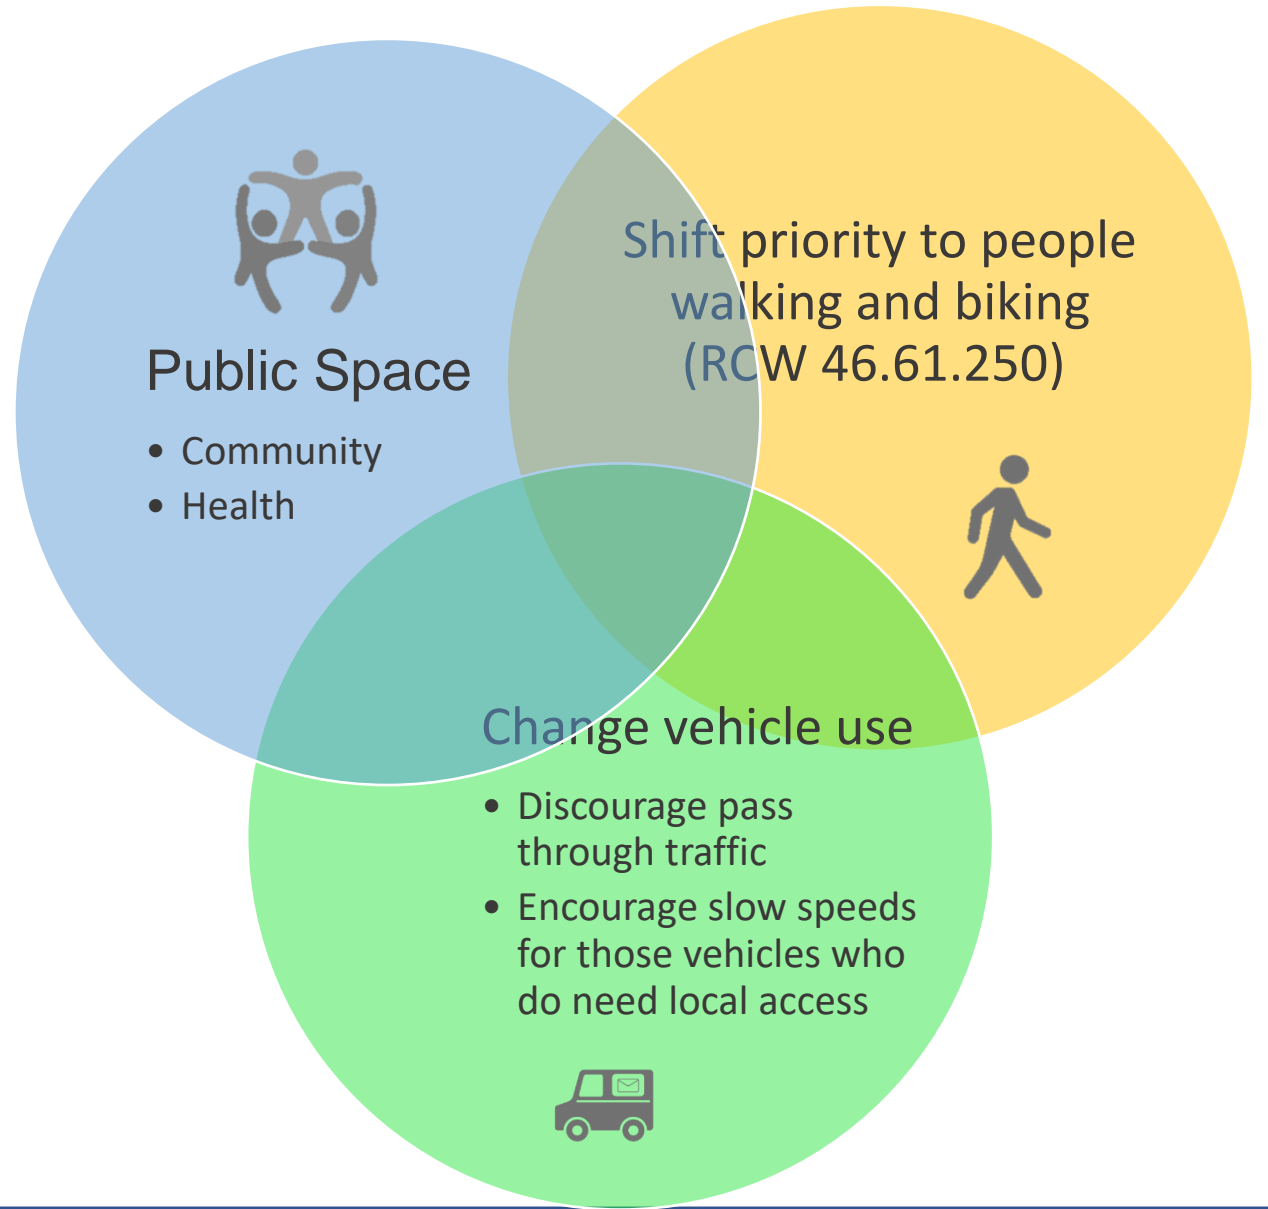 Public Space
• Community
• Health
Shift priority to people
walking and biking
(RCW 46.61.250)
Change vehicle use
• Discourage pass
through traffic
• Encourage slow speeds
for those vehicles who
do need local access